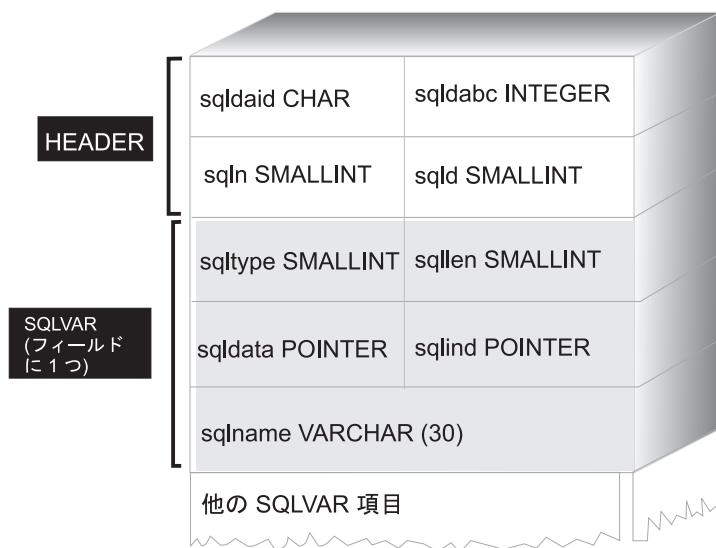 sqldaid CHAR
sqldabc INTEGER
HEADER
sqln SMALLINT
sqld SMALLINT
sqltype SMALLINT
sqllen SMALLINT
SQLVAR
(フィールド
に 1 つ)
sqldata POINTER
sqlind POINTER
sqlname VARCHAR (30)
他の SQLVAR 項目